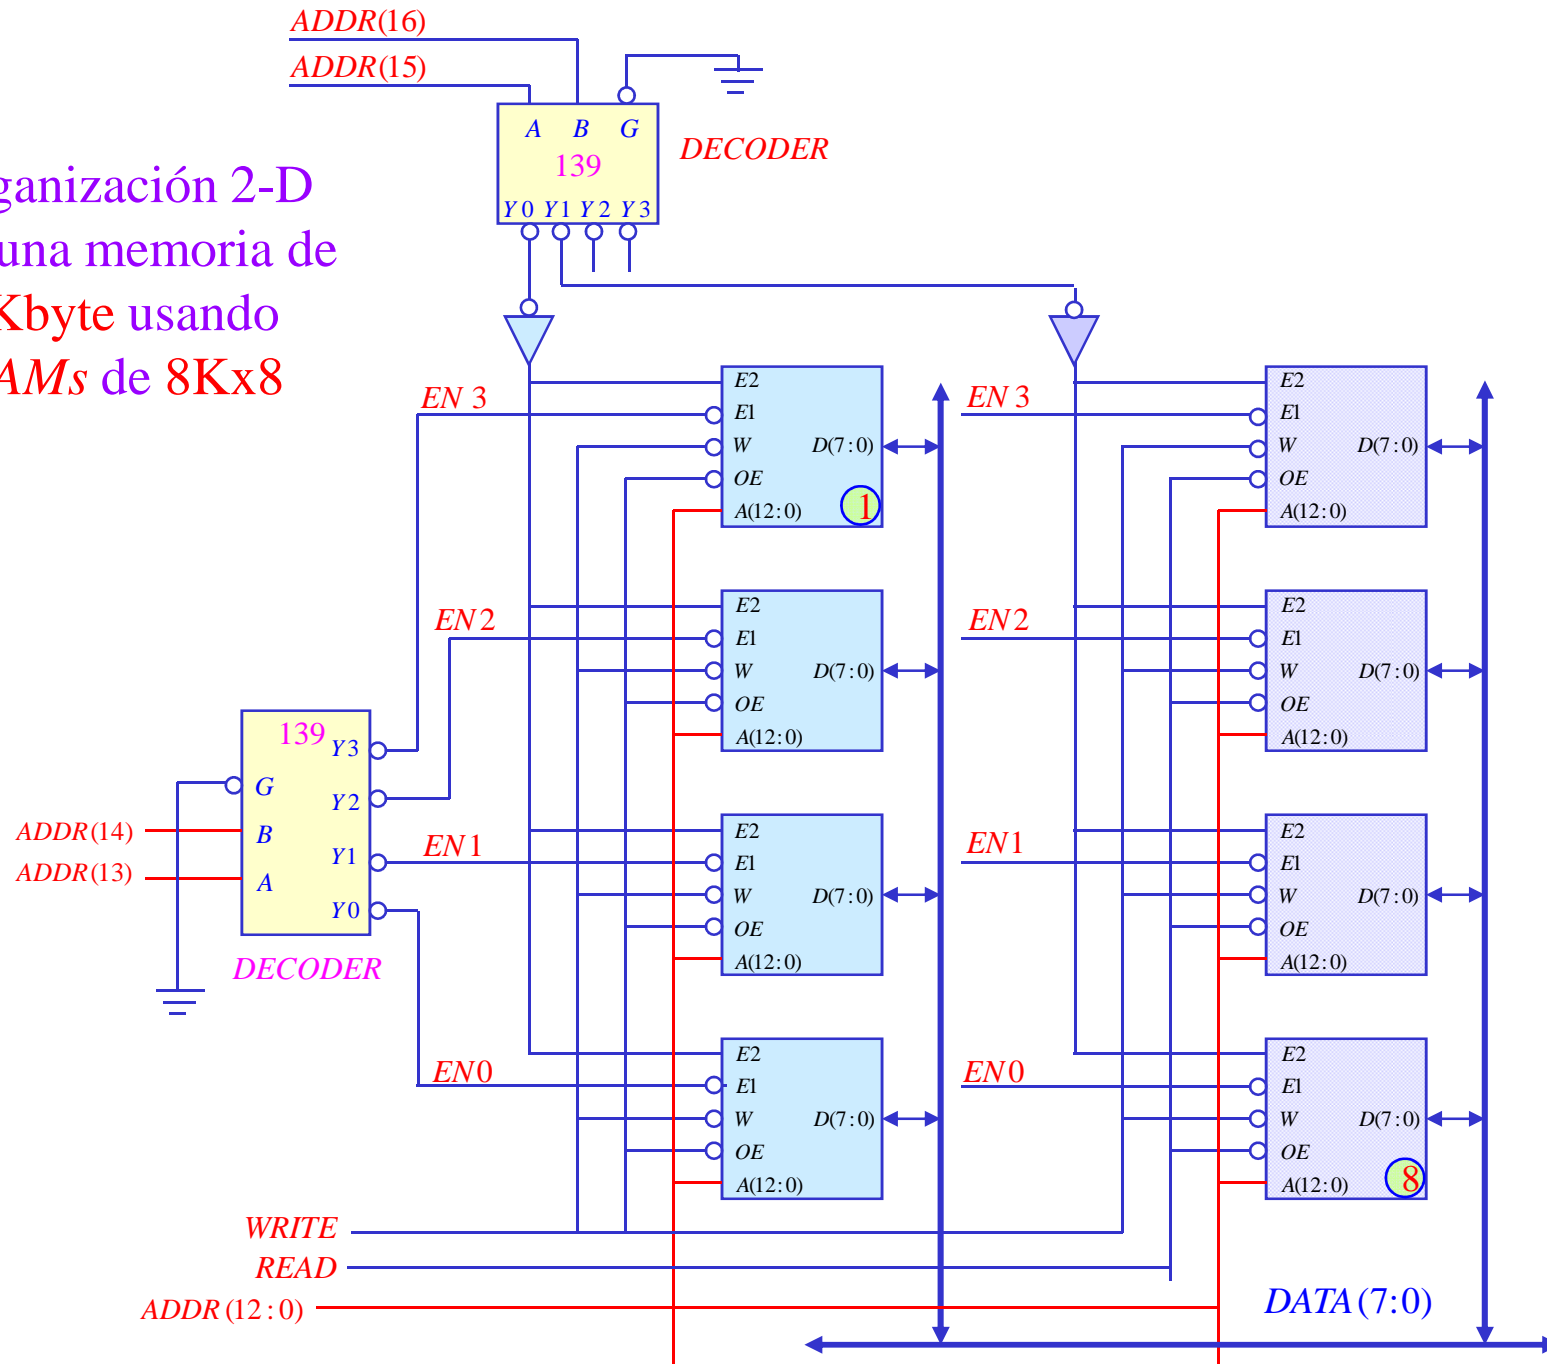 ADDR(16)
ADDR(15)
A B G
139
Y0 Y1 Y2 Y3
DECODER
ganización 2-D
una memoria de
Kbyte usando
AMs de 8Kx8
EN 3
E2
E1
W
OE
A(12:0)
D(7:0)
1
EN 3
E2
E1
W
OE
A(12:0)
D(7:0)
EN2
E2
E1
W
OE
A(12:0)
D(7:0)
EN2
E2
E1
W
OE
A(12:0)
D(7:0)
139
G
B
A
Y3
Y2
Y1
Y0
ADDR(14)
ADDR(13)
DECODER
EN1
E2
E1
W
OE
A(12:0)
D(7:0)
EN1
E2
E1
W
OE
A(12:0)
D(7:0)
EN0
E2
E1
W
OE
A(12:0)
D(7:0)
EN0
E2
E1
W
OE
A(12:0)
D(7:0)
8
WRITE
READ
ADDR(12:0)
DATA(7:0)